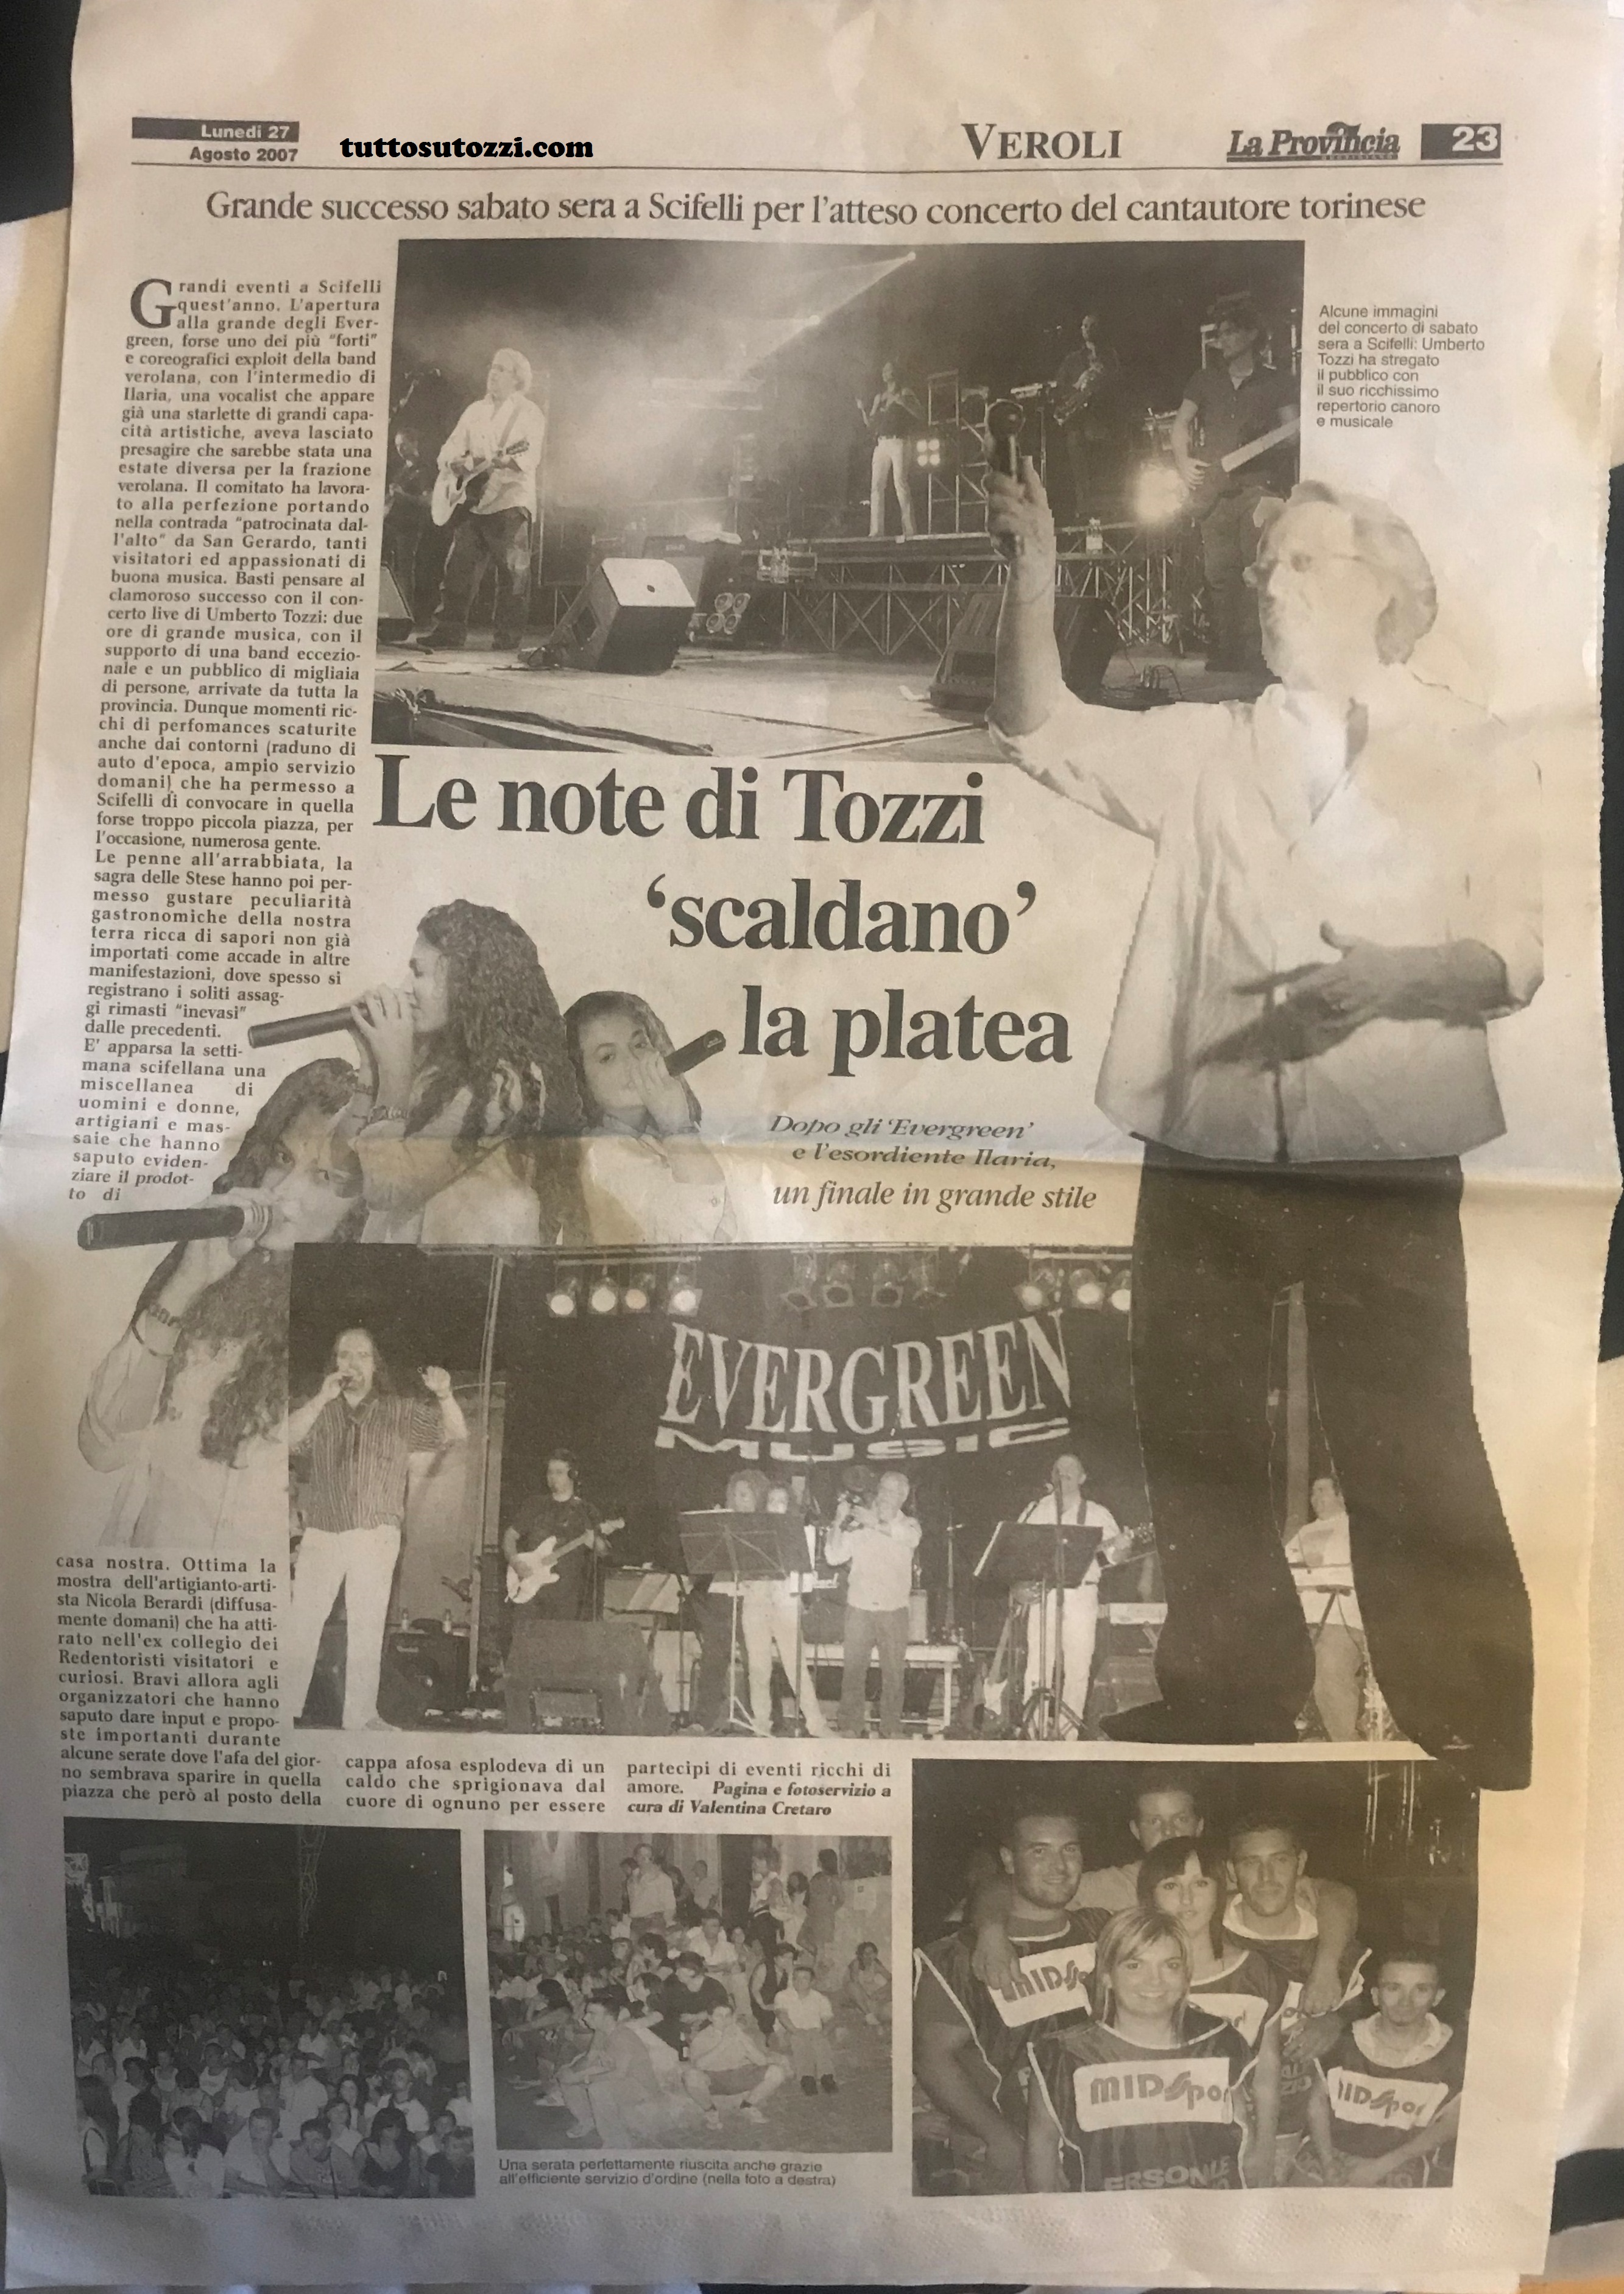 Lunedì 27
Agosto 2007
tuttosutozzi.com
VEROLI
La Provincia
23
Grande successo sabato sera a Scifelli per l'atteso concerto del cantautore torinese
Grandi eventi a Scifelli
quest'anno. L'apertura
alla grande degli Ever-
green, forse uno dei più "forti"
e coreografici exploit della band
verolana, con l'intermedio di
Ilaria, una vocalist che appare
già una starlette di grandi capa-
cità artistiche, aveva lasciato
presagire che sarebbe stata una
estate diversa per la frazione
verolana. Il comitato ha lavora-
to alla perfezione portando
nella contrada "patrocinata dal-
l'alto" da San Gerardo, tanti
visitatori ed appassionati di
buona musica. Basti pensare al
clamoroso successo con il con-
certo live di Umberto Tozzi: due
ore di grande musica, con il
supporto di una band eccezio-
nale e un pubblico di migliaia
di persone, arrivate da tutta la
provincia. Dunque momenti ric-
chi di perfomances scaturite
anche dai contorni (raduno di
auto d'epoca, ampio servizio
domani) che ha permesso a
Scifelli di convocare in quella
forse troppo piccola piazza, per
l'occasione, numerosa gente.
Le penne all'arrabbiata, la
sagra delle Stese hanno poi per-
messo gustare peculiarità
gastronomiche della nostra
terra ricca di sapori non già
importati come accade in altre
manifestazioni, dove spesso si
registrano i soliti assag-
gi rimasti "inevasi"
dalle precedenti.
E' apparsa la setti-
mana scifellana una
miscellanea di
uomini e donne,
artigiani e mas-
saie che hanno
saputo eviden-
ziare il prodot-
to di
casa nostra. Ottima la
mostra dell'artigianto-arti-
sta Nicola Berardi (diffusa-
mente domani) che ha atti-
rato nell'ex collegio dei
Redentoristi visitatori e
curiosi. Bravi allora agli
organizzatori che hanno
saputo dare input e propo-
ste importanti durante
alcune serate dove l'afa del gior-
no sembrava sparire in quella
piazza che però al posto della
cappa afosa esplodeva di un
caldo che sprigionava dal
cuore di ognuno per essere
partecipi di eventi ricchi di
amore. Pagina e fotoservizio a
cura di Valentina Cretaro
Alcune immagini
del concerto di sabato
sera a Scifelli: Umberto
Tozzi ha stregato
il pubblico con
il suo ricchissimo
repertorio canoro
e musicale
Le note di Tozzi
'scaldano'
la platea
Dopo gli 'Evergreen'
e l'esordiente Ilaria,
un finale in grande stile
EVERGREEN
MUSIC
Una serata perfettamente riuscita anche grazie
all'efficiente servizio d'ordine (nella foto a destra)
MIDSpo
MIDSpo
IDSpo
ERSON